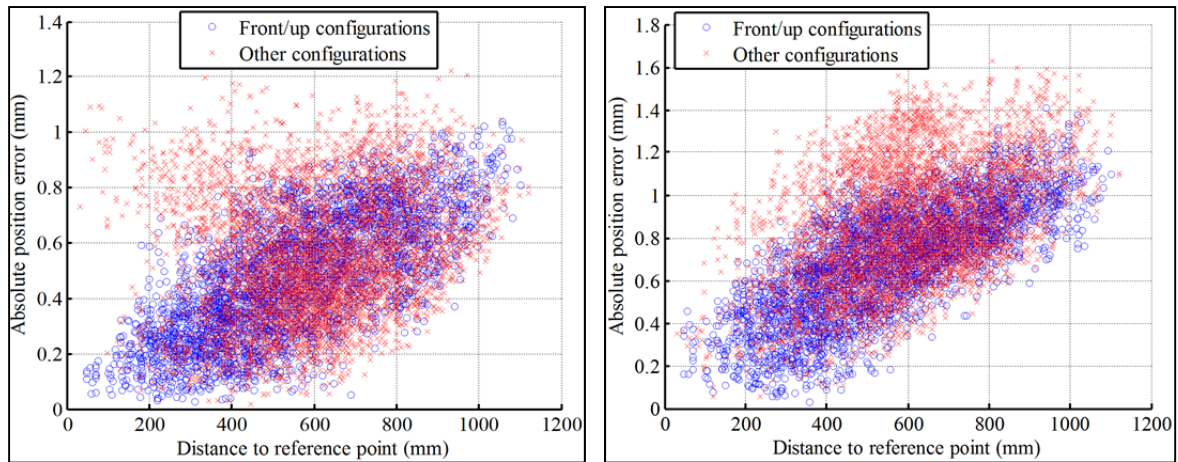 1.4
1.2
1
0.8
0.6
0.4
0.2
0
0 200 400 600 800 1000 1200
Absolute position error (mm)
Distance to reference point (mm)
Front/up configurations
Other configurations
1.8
1.6
1.4
1.2
1
0.8
0.6
0.4
0.2
0
0 200 400 600 800 1000 1200
Absolute position error (mm)
Distance to reference point (mm)
Front/up configurations
Other configurations